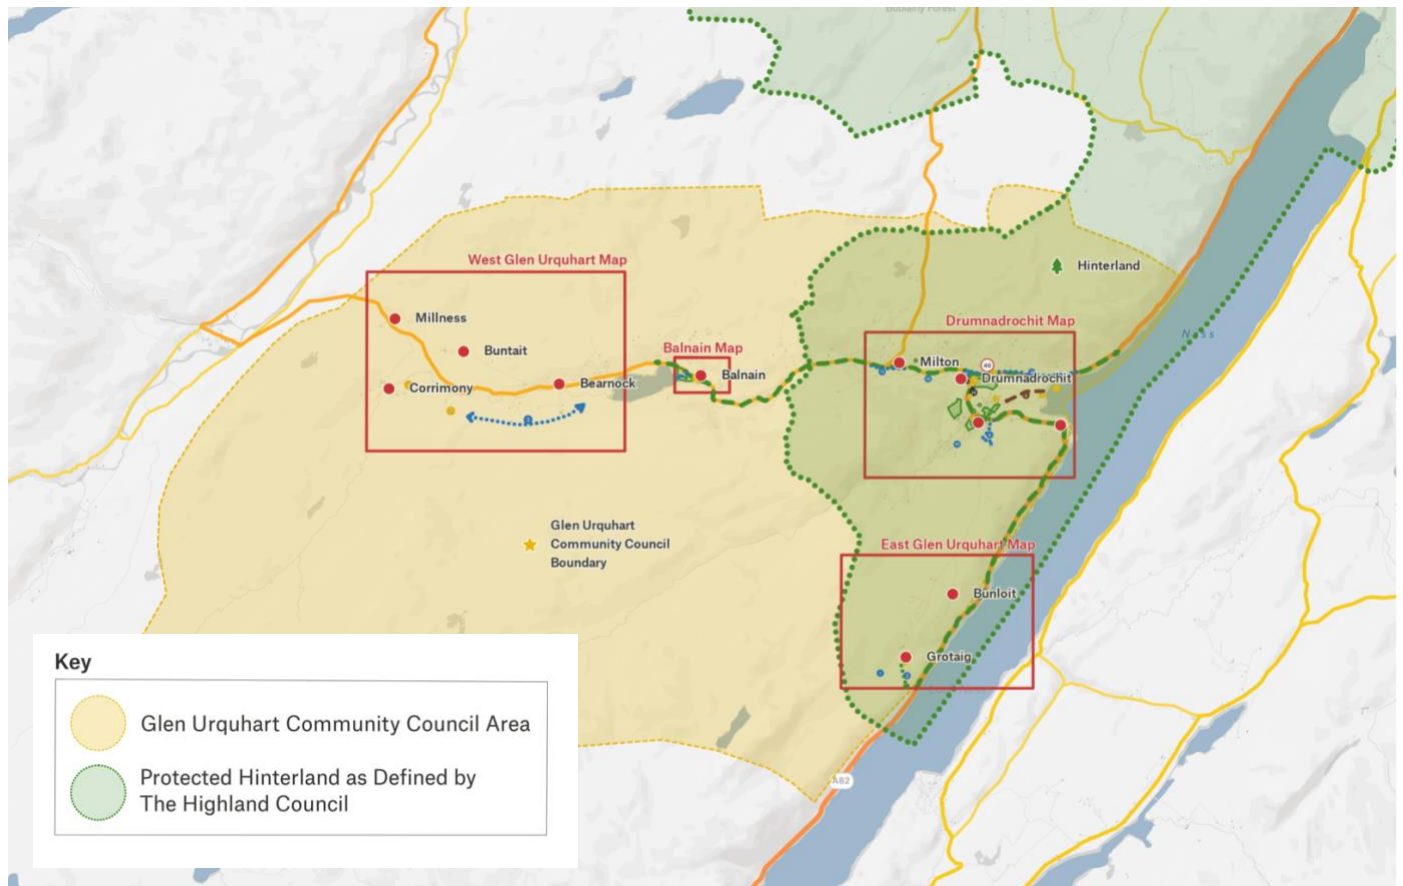 West Glen Urquhart Map
Hinterland
Millness
Drumnadrochit Map
Buntait
Balnain Map
Milton
Balnain
Drumnadrochit
Corrimony
Bearnock
Glen Urquhart
Community Council
Boundary
East Glen Urquhart Map
Bunloit
Grotaig
A82
Key
Glen Urquhart Community Council Area
Protected Hinterland as Defined by
The Highland Council